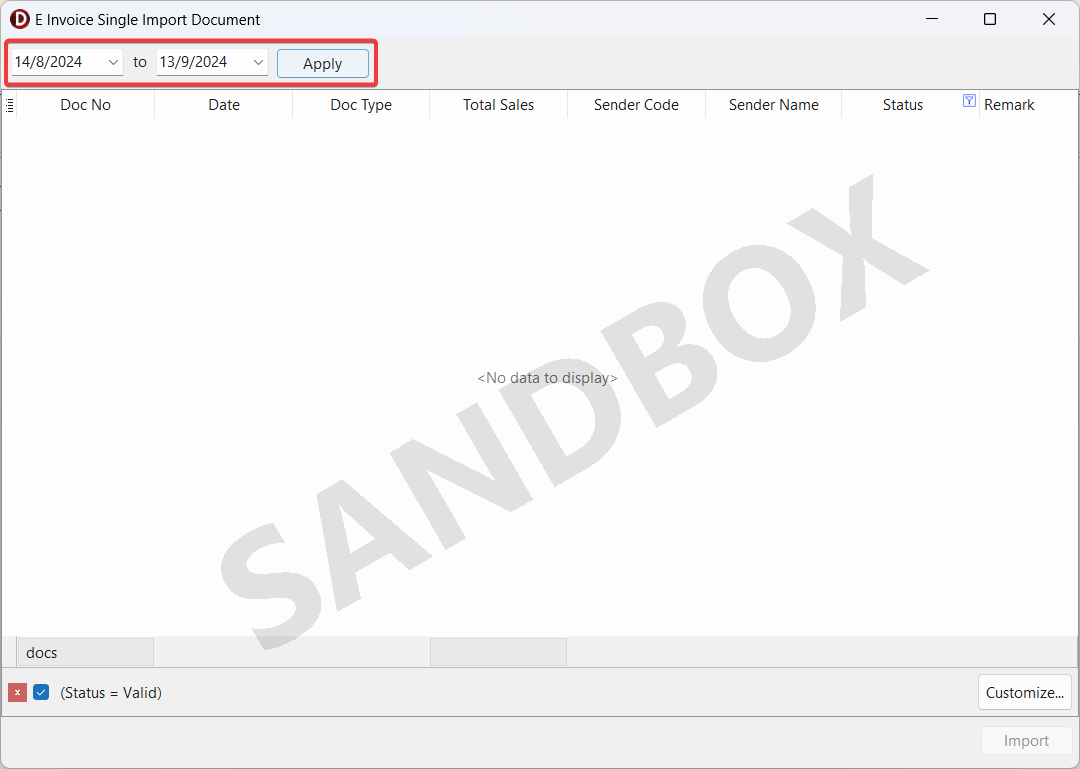 E Invoice Single Import Document
14/8/2024 to 13/9/2024 Apply
Doc No Date Doc Type Total Sales Sender Code Sender Name Status Remark
SANDBOX
<No data to display>
docs
(Status = Valid) Customize...
Import